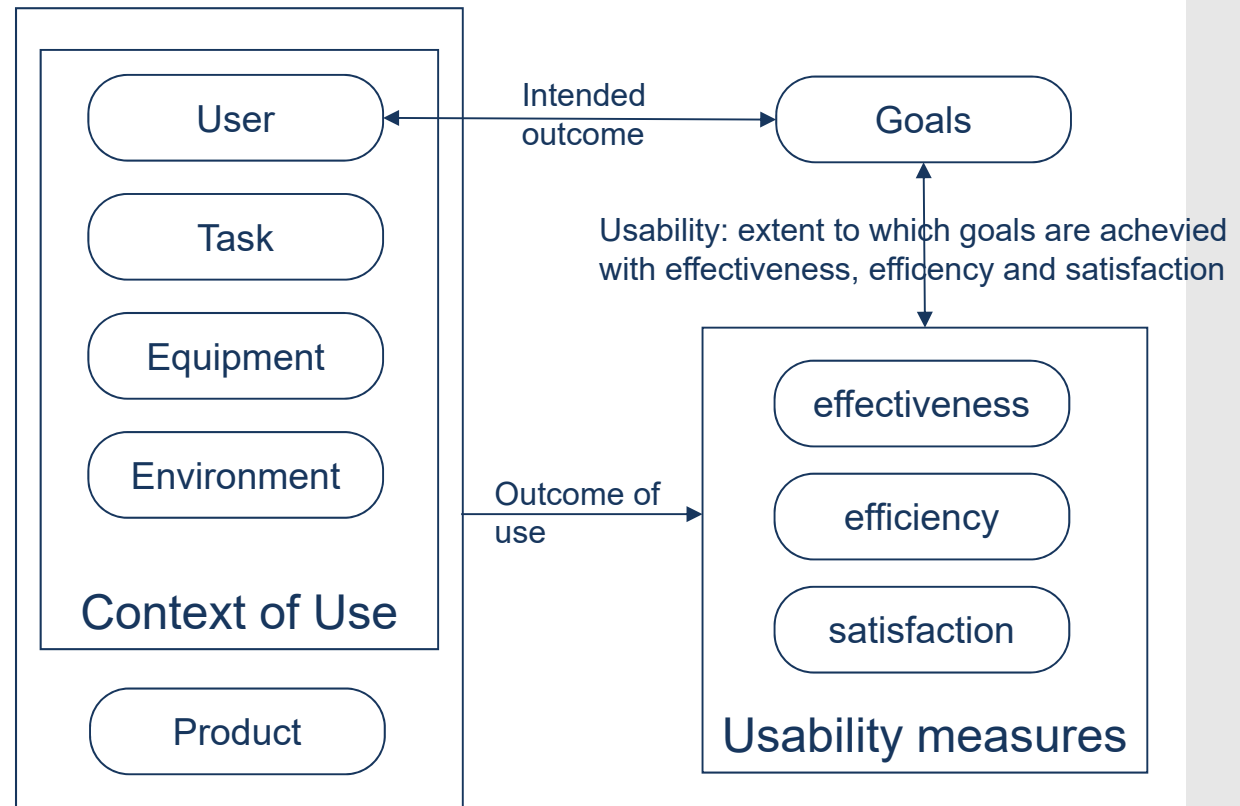 User
Task
Equipment
Environment
Context of Use
Product
Intended
outcome
Goals
Usability: extent to which goals are achevied
with effectiveness, efficency and satisfaction
Outcome of
use
effectiveness
efficiency
satisfaction
Usability measures